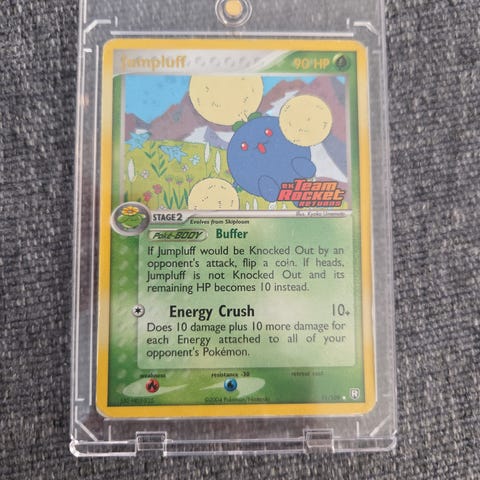 Jumpluff 90 HP
ex Team
Rocket
RETURNS
Illus. Kyoko Umemoto
STAGE 2
Evolves from Skiploom
Poké-BODY Buffer
If Jumpluff would be Knocked Out by an
opponent's attack, flip a coin. If heads,
Jumpluff is not Knocked Out and its
remaining HP becomes 10 instead.
Energy Crush 10+
Does 10 damage plus 10 more damage for
each Energy attached to all of your
opponent's Pokémon.
weakness resistance -30 retreat cost
©2004 Pokémon/Nintendo
R